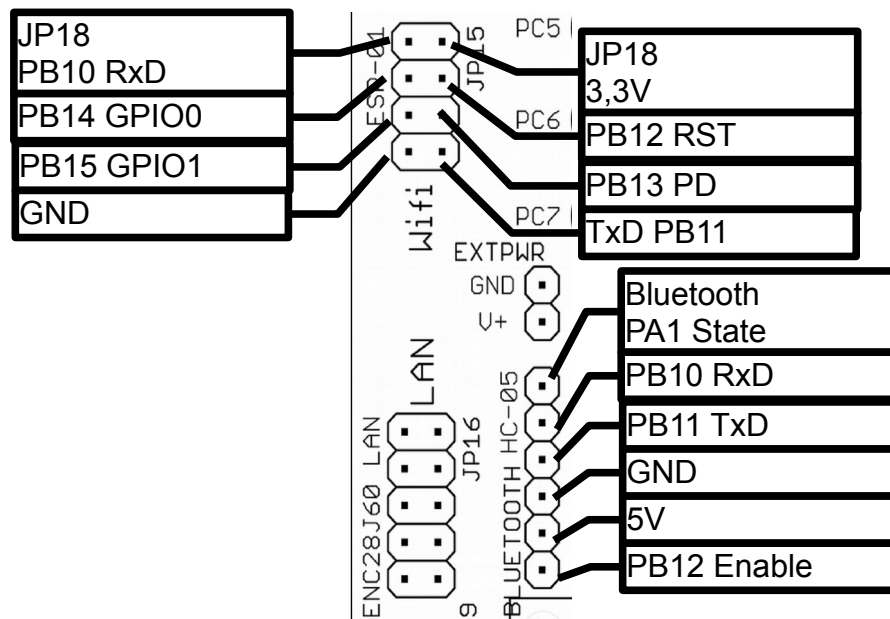 JP18
PB10 RxD
PB14 GPIO0
PB15 GPIO1
GND
ESP-01
JP15
Wifi
PC5
PC6
PC7
JP18
3,3V
PB12 RST
PB13 PD
TxD PB11
EXTPWR
GND
V+
LAN
ENC28J60 LAN
JP16
9
BLUETOOTH HC-05
Bluetooth
PA1 State
PB10 RxD
PB11 TxD
GND
5V
PB12 Enable